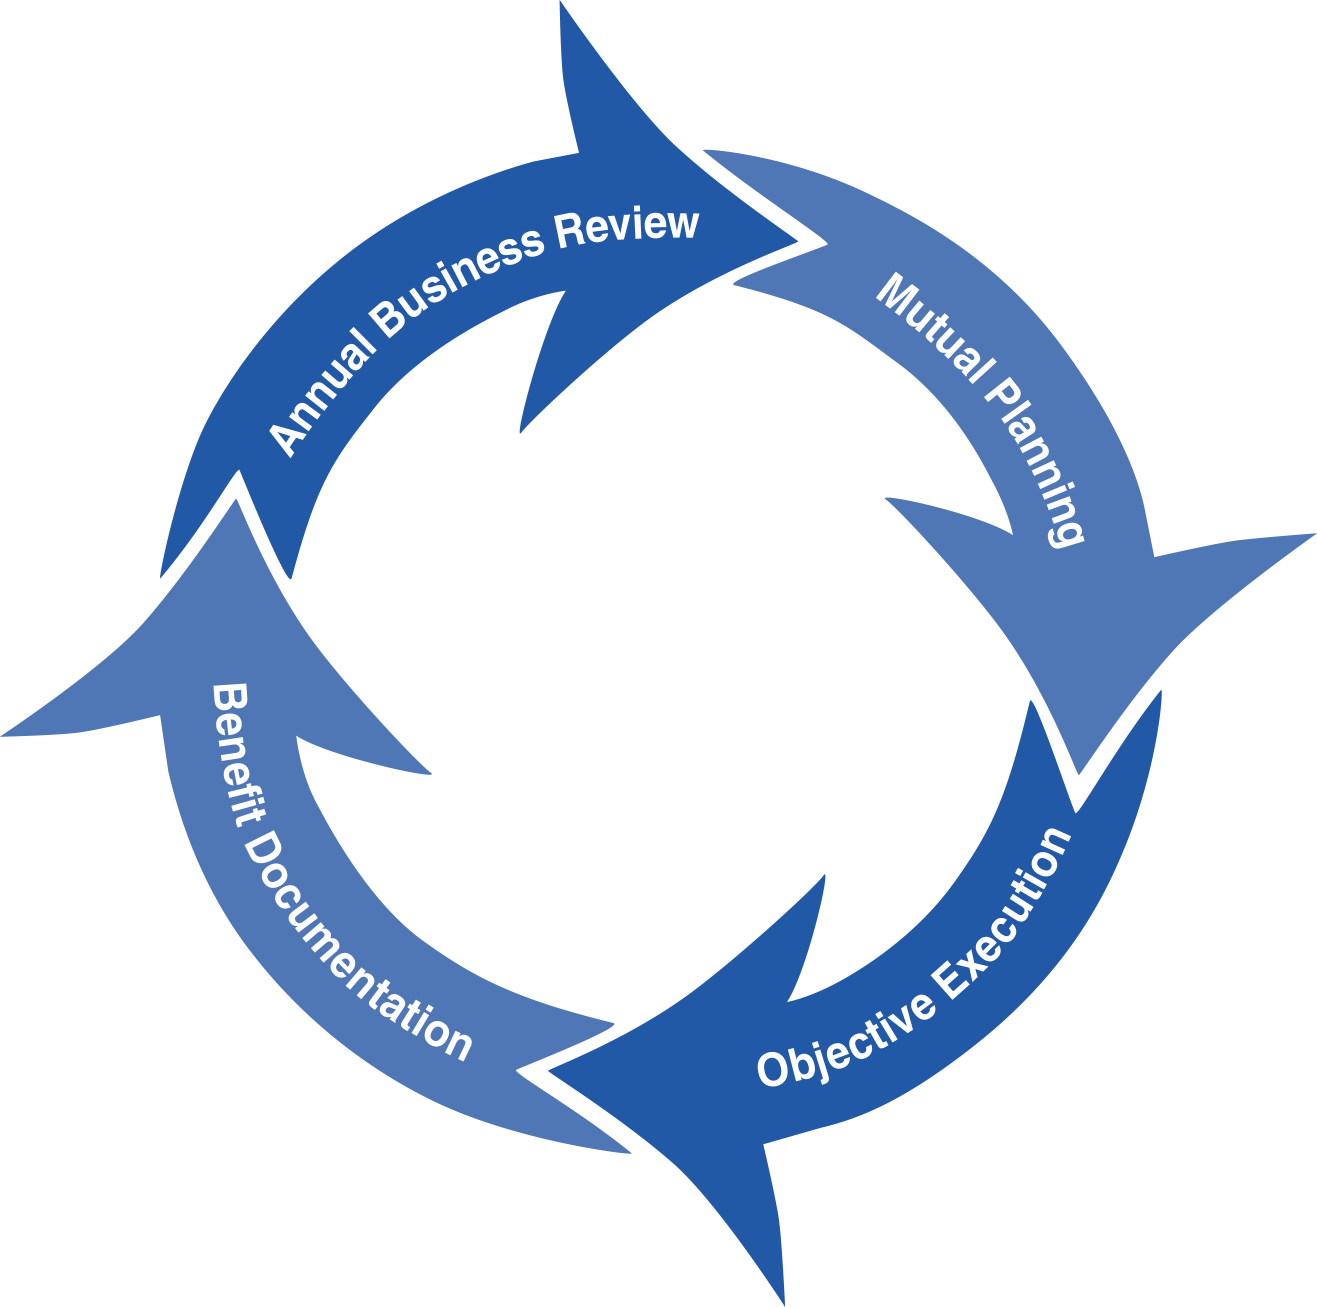 Annual Business Review
Mutual Planning
Objective Execution
Benefit Documentation